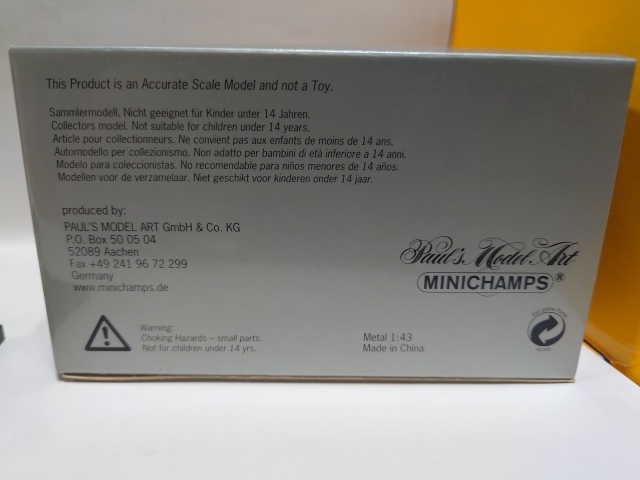 This Product is an Accurate Scale Model and not a Toy.
Sammlermodell. Nicht geeignet für Kinder unter 14 Jahren.
Collectors model. Not suitable for children under 14 years.
Article pour collectionneurs. Ne convient pas aux enfants de moins de 14 ans.
Automodello per collezionismo. Non adatto per bambini di età inferiore a 14 anni.
Modelo para coleccionistas. No recomendable para niños menores de 14 años.
Modellen voor de verzamelaar. Niet geschikt voor kinderen onder 14 jaar.
produced by:
PAUL'S MODEL ART GmbH & Co. KG
P.O. Box 50 05 04
52089 Aachen
Fax +49 241 96 72 299
Germany
www.minichamps.de
Paul's Model Art
MINICHAMPS®
Warning:
Choking Hazards – small parts.
Not for children under 14 yrs.
Metal 1:43
Made in China